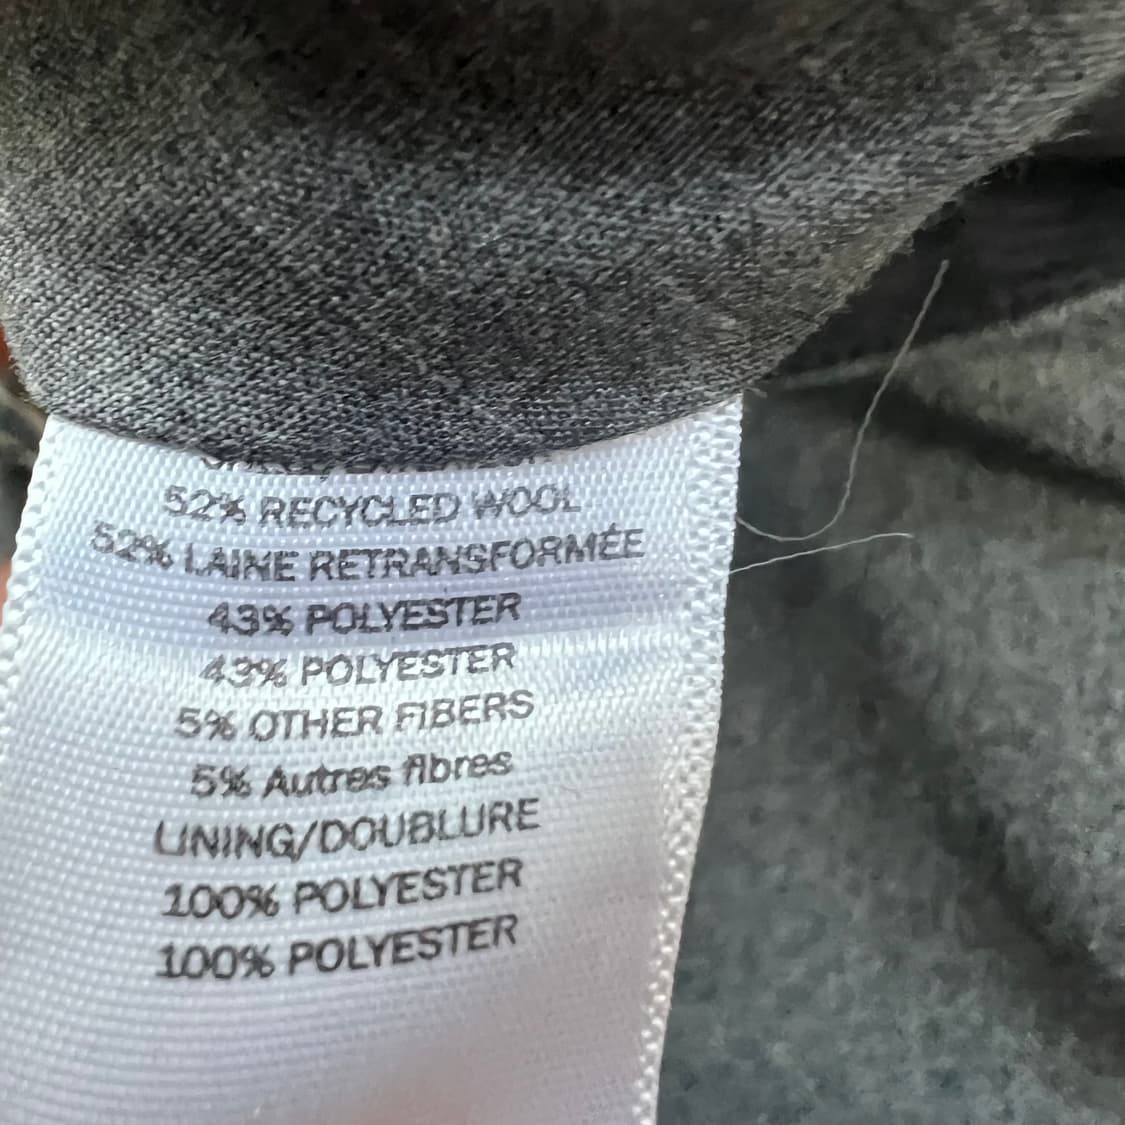 52% RECYCLED WOOL
52% LAINE RETRANSFORMÉE
43% POLYESTER
43% POLYESTER
5% OTHER FIBERS
5% Autres fibres
LINING/DOUBLURE
100% POLYESTER
100% POLYESTER